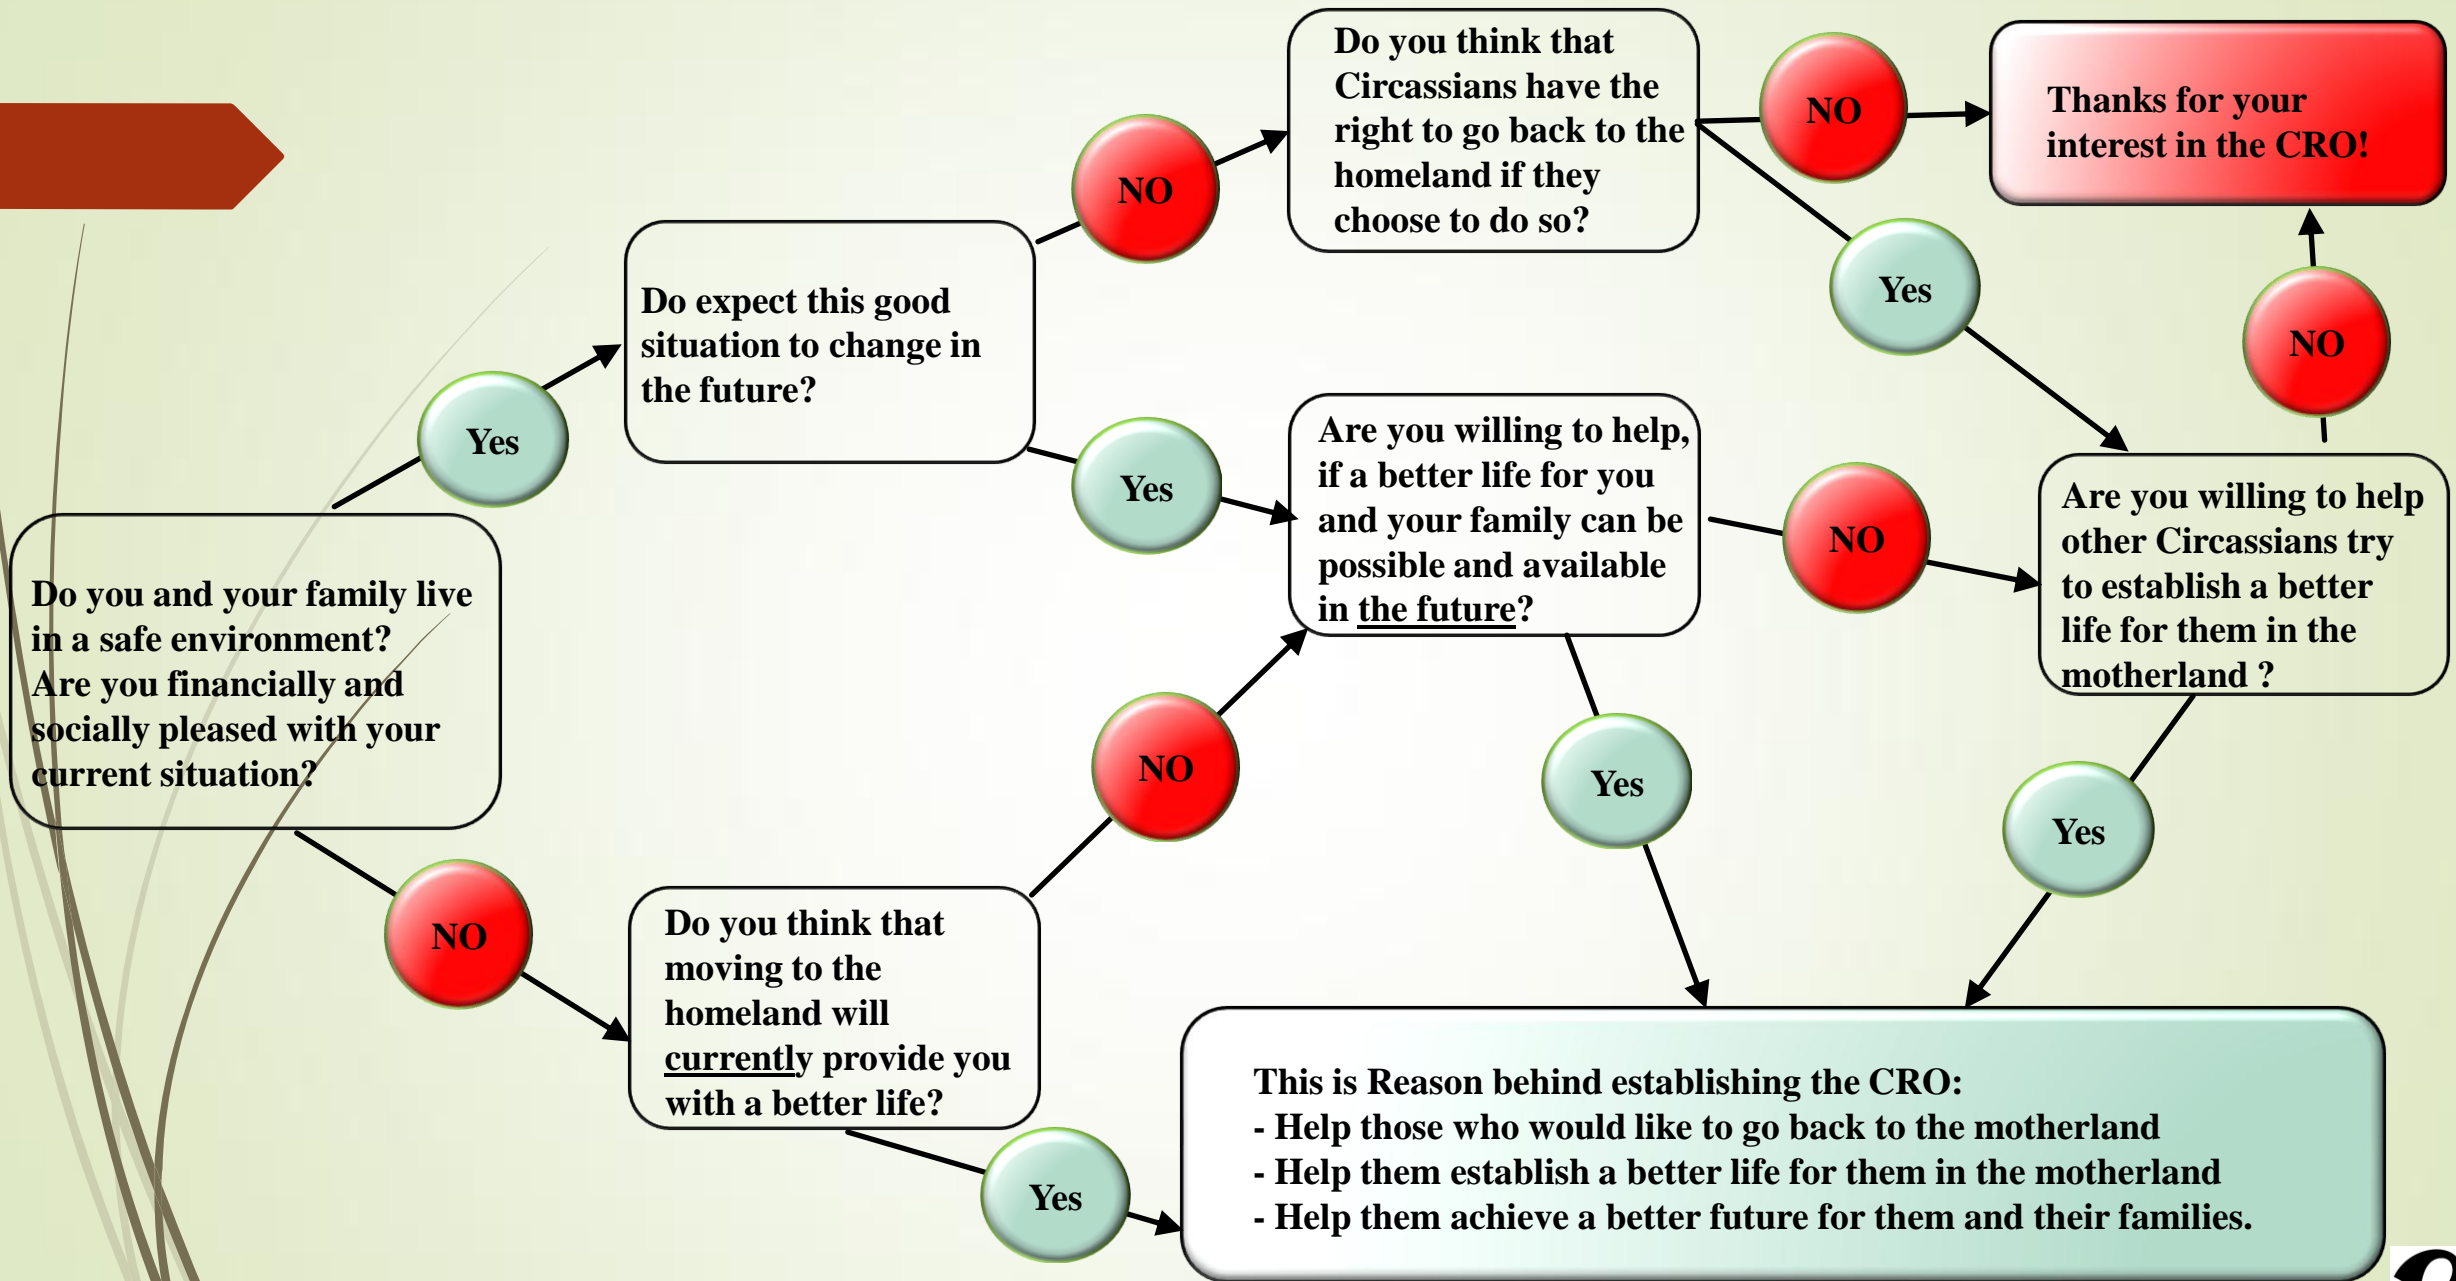 Do you and your family live
in a safe environment?
Are you financially and
socially pleased with your
current situation?
Yes
NO
Do expect this good
situation to change in
the future?
NO
Yes
Do you think that
moving to the
homeland will
currently provide you
with a better life?
NO
Yes
Do you think that
Circassians have the
right to go back to the
homeland if they
choose to do so?
NO
Yes
Are you willing to help,
if a better life for you
and your family can be
possible and available
in the future?
NO
Yes
Thanks for your
interest in the CRO!
NO
Are you willing to help
other Circassians try
to establish a better
life for them in the
motherland ?
Yes
This is Reason behind establishing the CRO:
- Help those who would like to go back to the motherland
- Help them establish a better life for them in the motherland
- Help them achieve a better future for them and their families.